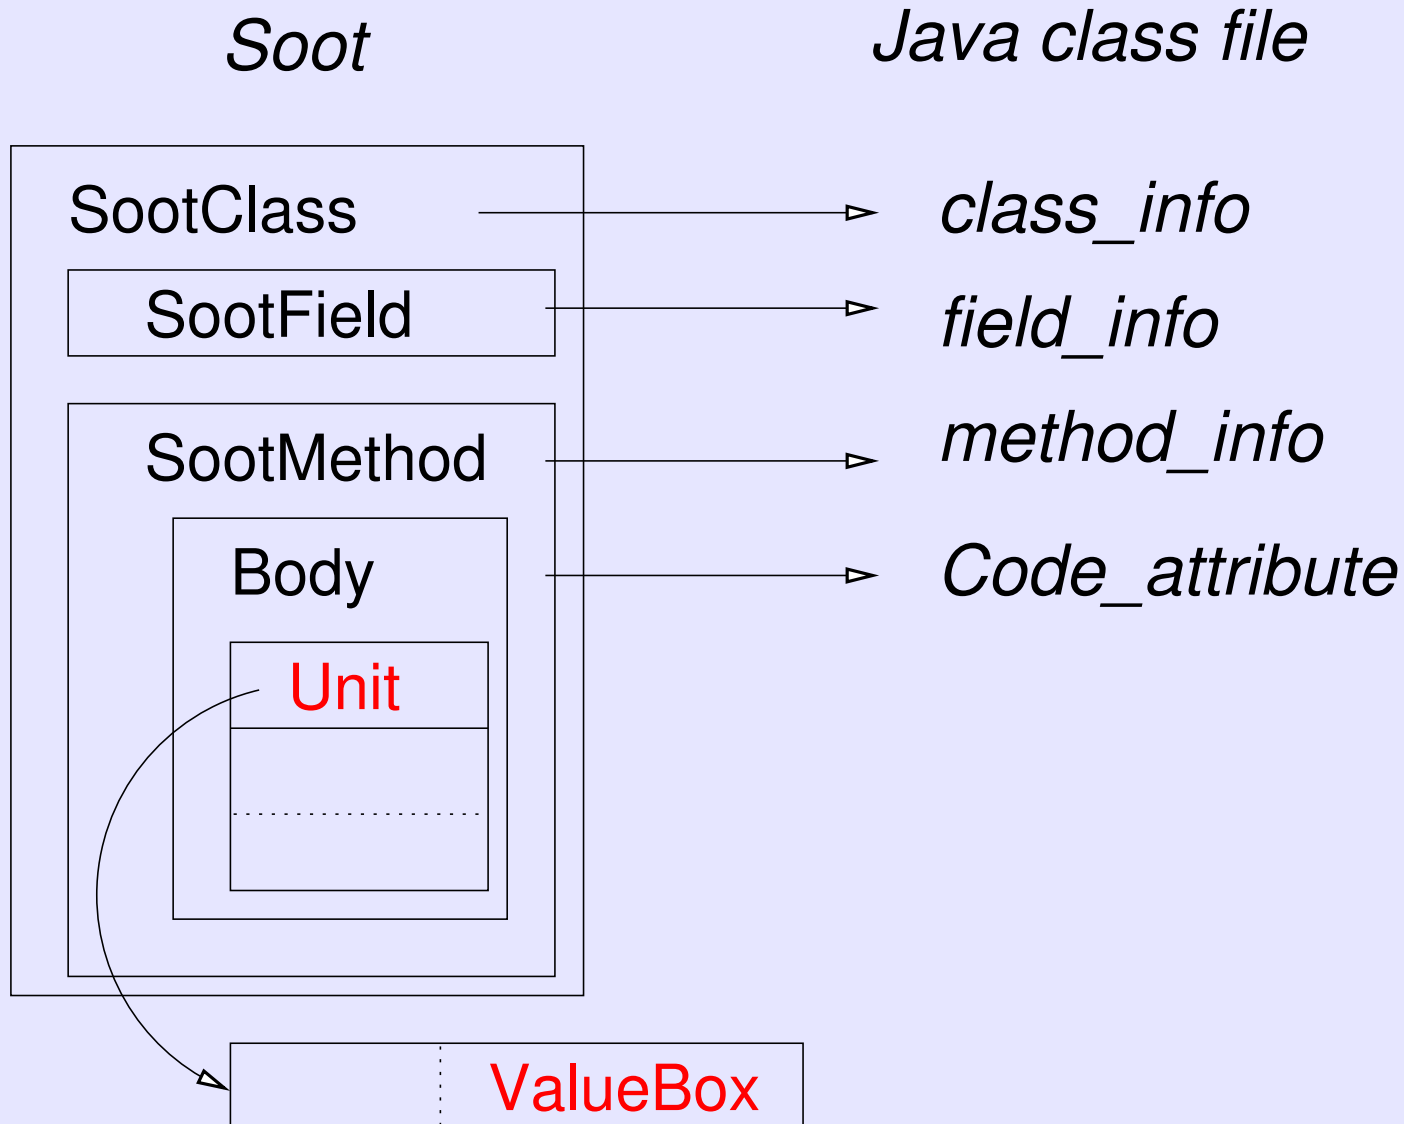 Soot
Java class file
SootClass
class_info
SootField
field_info
SootMethod
method_info
Body
Code_attribute
Unit
ValueBox